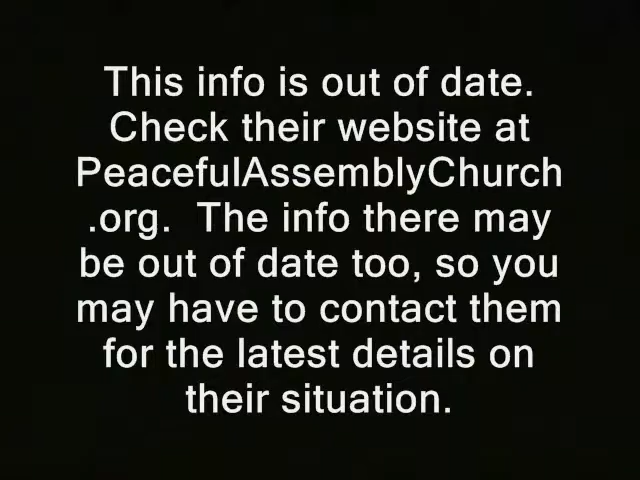 This info is out of date.
Check their website at
PeacefulAssemblyChurch
.org.  The info there may
be out of date too, so you
may have to contact them
for the latest details on
their situation.